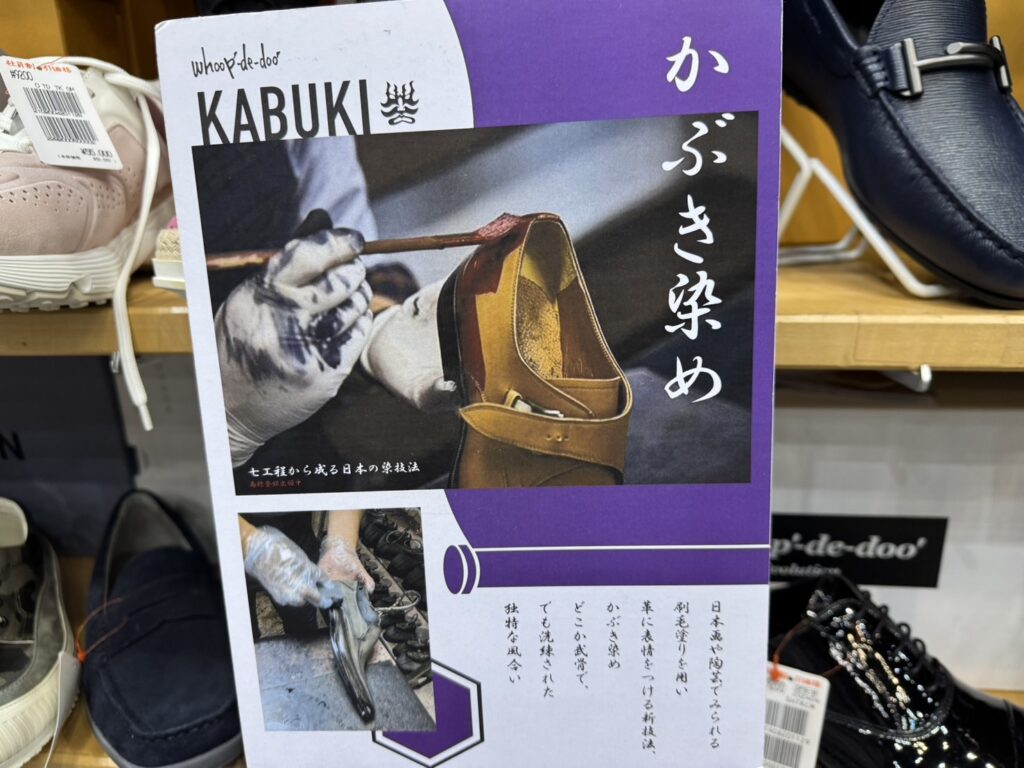 whoop'-de-doo'
KABUKI
かぶき染め
七工程から成る日本の染技法
日本画や陶芸でみられる
刷毛塗りを用い
革に表情をつける新技法、
かぶき染め
どこか武骨で、
でも洗練された
独特な風合い
¥9200
p'-de-doo'
volution
N